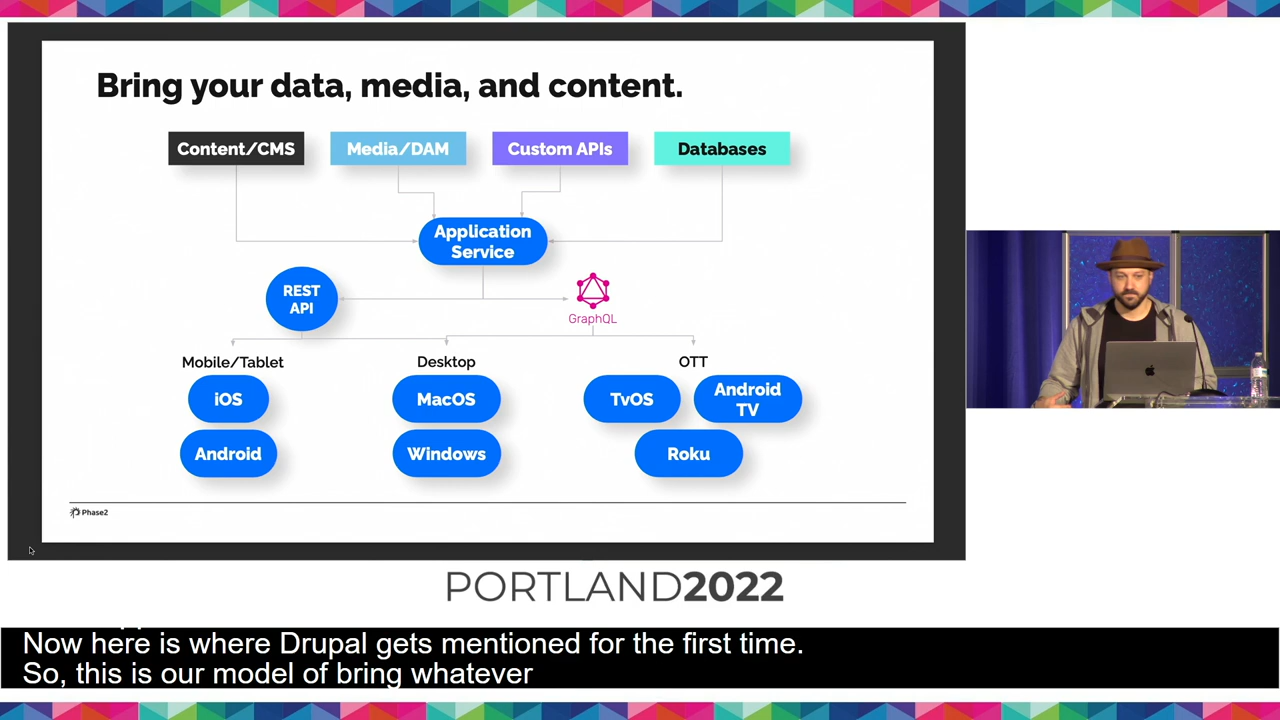 Bring your data, media, and content.
Content/CMS
Media/DAM
Custom APIs
Databases
Application
Service
REST
API
GraphQL
Mobile/Tablet
Desktop
OTT
iOS
MacOS
TvOS
Android
TV
Android
Windows
Roku
Phase2
PORTLAND2022
Now here is where Drupal gets mentioned for the first time.
So, this is our model of bring whatever